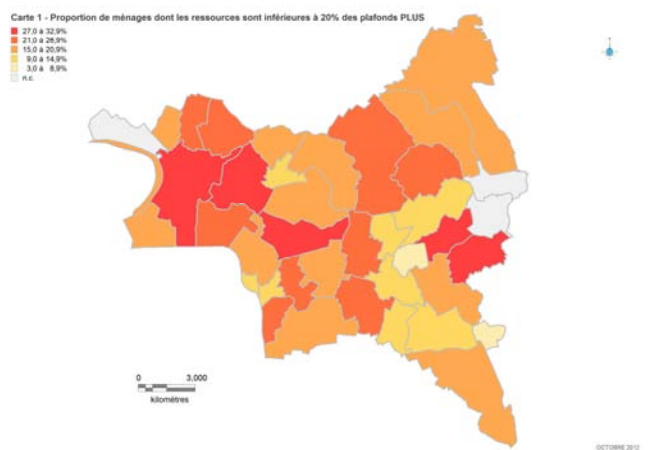 Carte 1 - Proportion de ménages dont les ressources sont inférieures à 20% des plafonds PLUS
27,0 à 32,9%
21,0 à 26,9%
15,0 à 20,9%
9,0 à 14,9%
3,0 à 8,9%
n.c.
0 3,000
kilomètres
OCTOBRE 2012